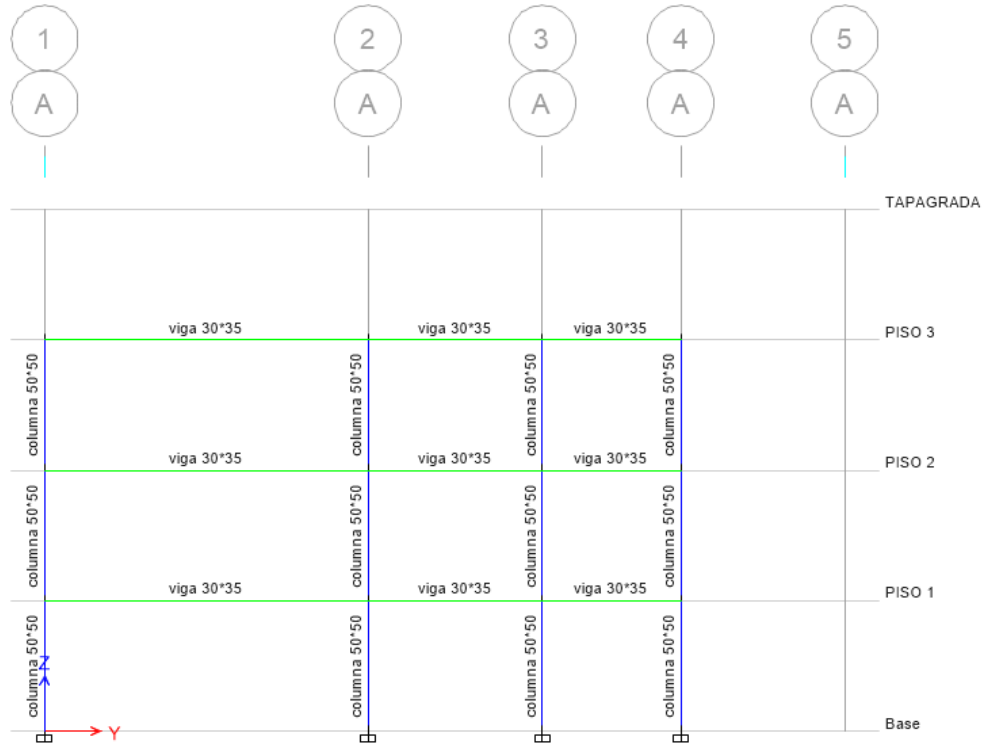 1 2 3 4 5
A A A A A
TAPAGRADA
viga 30*35 viga 30*35 viga 30*35 PISO 3
columna 50*50 columna 50*50 columna 50*50 columna 50*50
viga 30*35 viga 30*35 viga 30*35 PISO 2
columna 50*50 columna 50*50 columna 50*50 columna 50*50
viga 30*35 viga 30*35 viga 30*35 PISO 1
columna 50*50 columna 50*50 columna 50*50 columna 50*50
Z
Base
Y